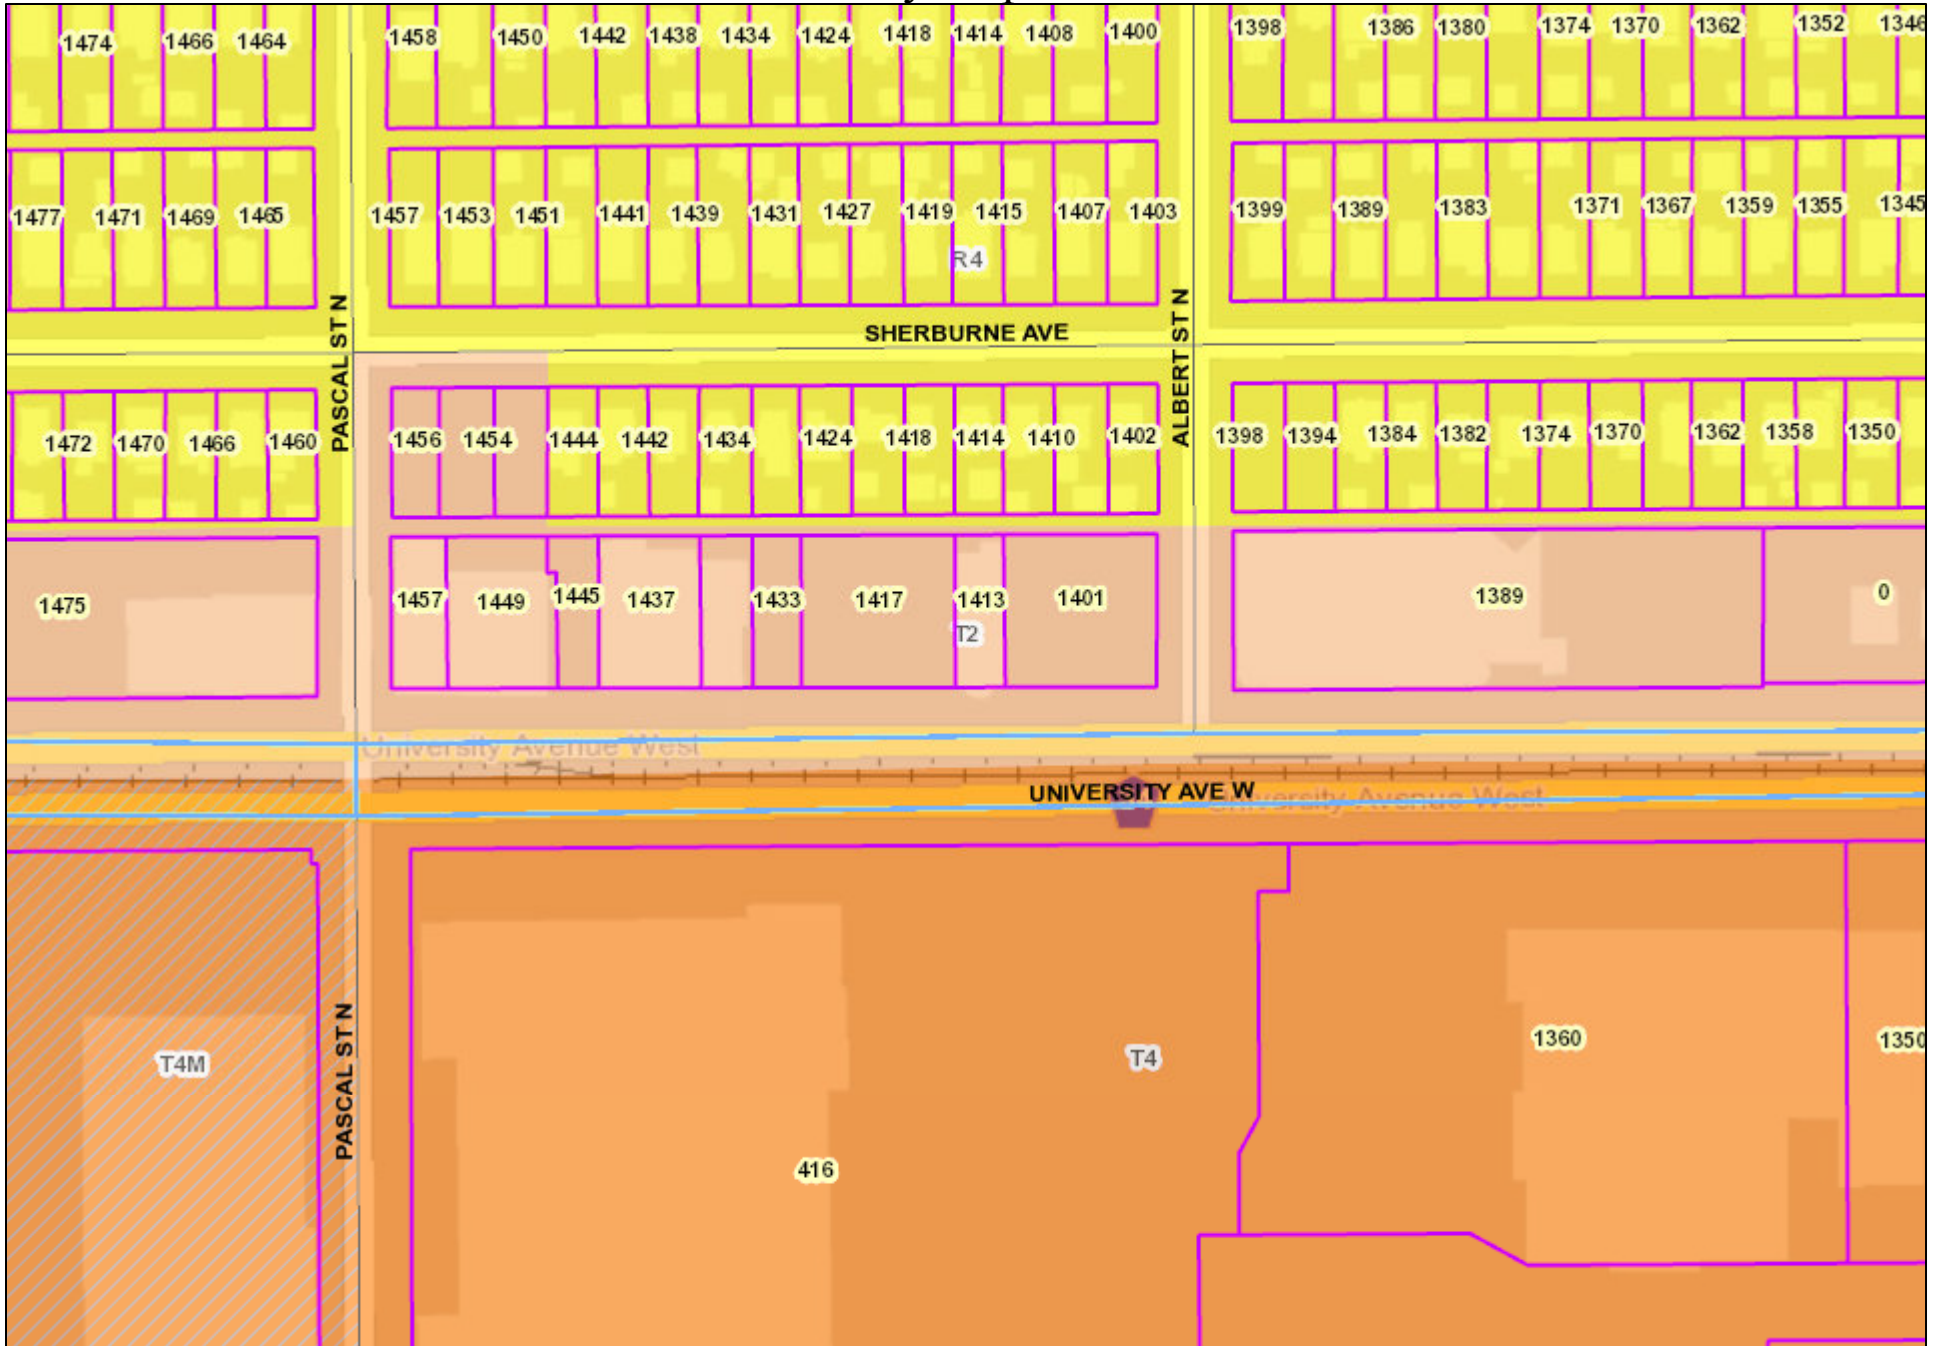 1474 1466 1464 1458 1450 1442 1438 1434 1424 1418 1414 1408 1400 1398 1386 1380 1374 1370 1362 1352 1346
1477 1471 1469 1465 1457 1453 1451 1441 1439 1431 1427 1419 1415 1407 1403 1399 1389 1383 1371 1367 1359 1355 1345
R4
PASCAL ST N
ALBERT ST N
SHERBURNE AVE
1472 1470 1466 1460 1456 1454 1444 1442 1434 1424 1418 1414 1410 1402 1398 1394 1384 1382 1374 1370 1362 1358 1350
1475 1457 1449 1445 1437 1433 1417 1413 1401 1389 0
T2
University Avenue West
UNIVERSITY AVE W
University Avenue West
PASCAL ST N
T4M
T4
1360
1350
416